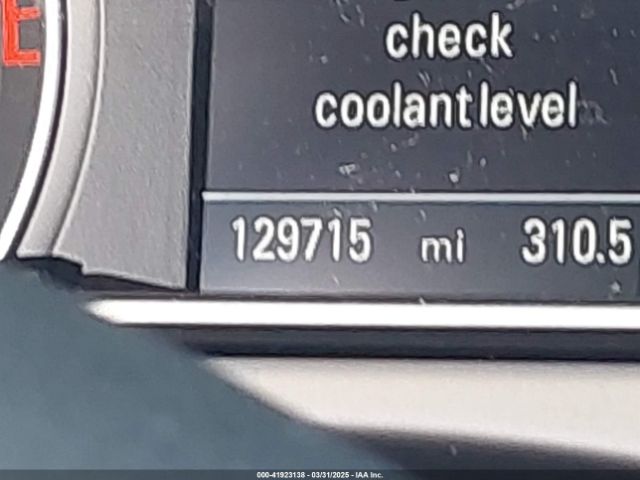 E
check
coolant level
129715 mi 310.5
000-41923138 - 03/31/2025 - IAA Inc.